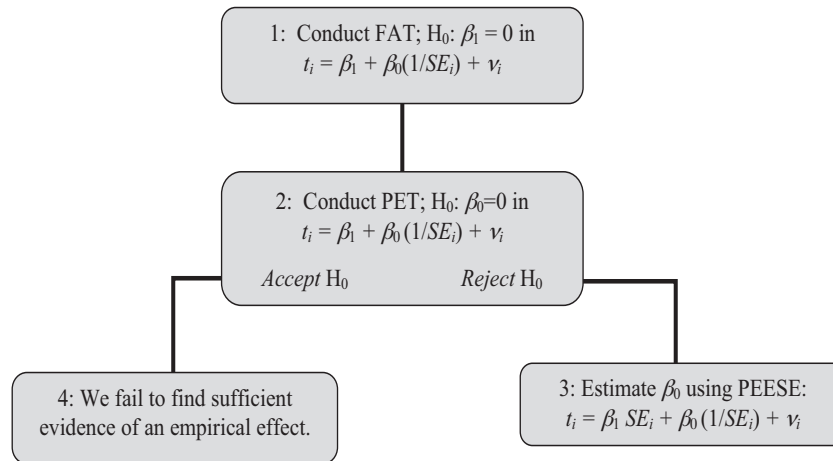 1: Conduct FAT; H₀: β₁ = 0 in
tᵢ = β₁ + β₀(1/SEᵢ) + νᵢ
2: Conduct PET; H₀: β₀=0 in
tᵢ = β₁ + β₀ (1/SEᵢ) + νᵢ
Accept H₀ Reject H₀
4: We fail to find sufficient
evidence of an empirical effect.
3: Estimate β₀ using PEESE:
tᵢ = β₁ SEᵢ + β₀ (1/SEᵢ) + νᵢ